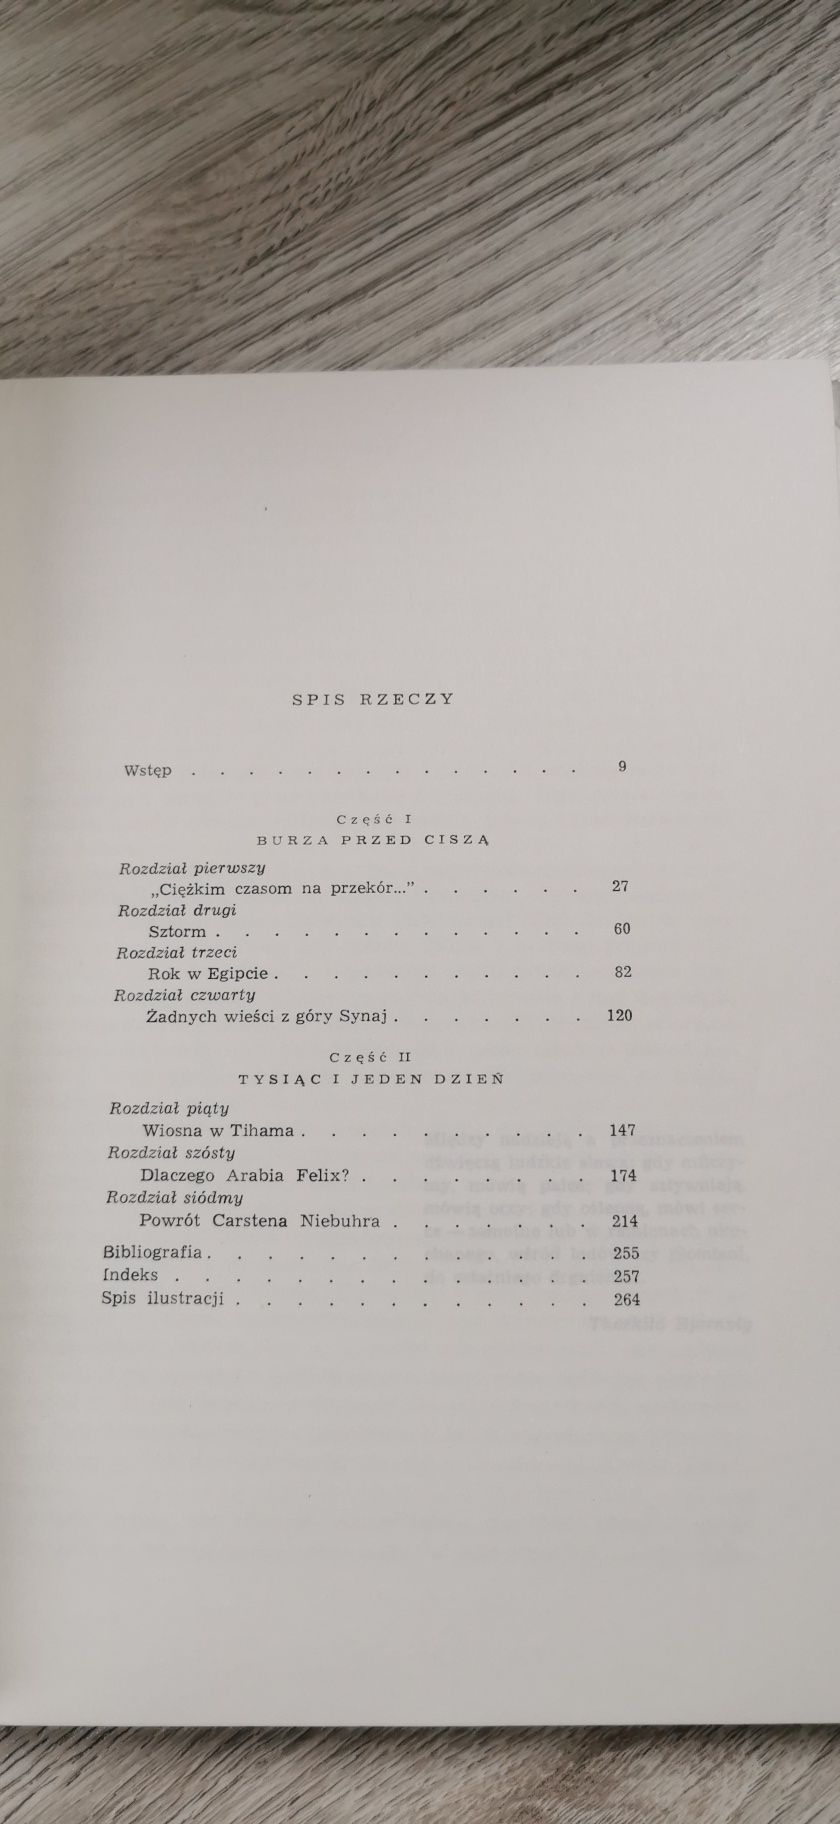 SPIS RZECZY
Wstęp . . . . . . . . . . . . . . 9
Część I
BURZA PRZED CISZĄ
Rozdział pierwszy
„Ciężkim czasom na przekór...” . . . . . . 27
Rozdział drugi
Sztorm . . . . . . . . . . . . . 60
Rozdział trzeci
Rok w Egipcie . . . . . . . . . . . 82
Rozdział czwarty
Żadnych wieści z góry Synaj . . . . . . . 120
Część II
TYSIĄC I JEDEN DZIEŃ
Rozdział piąty
Wiosna w Tihama . . . . . . . . . . 147
Rozdział szósty
Dlaczego Arabia Felix? . . . . . . . . 174
Rozdział siódmy
Powrót Carstena Niebuhra . . . . . . . 214
Bibliografia . . . . . . . . . . . . . 255
Indeks . . . . . . . . . . . . . . 257
Spis ilustracji . . . . . . . . . . . . 264